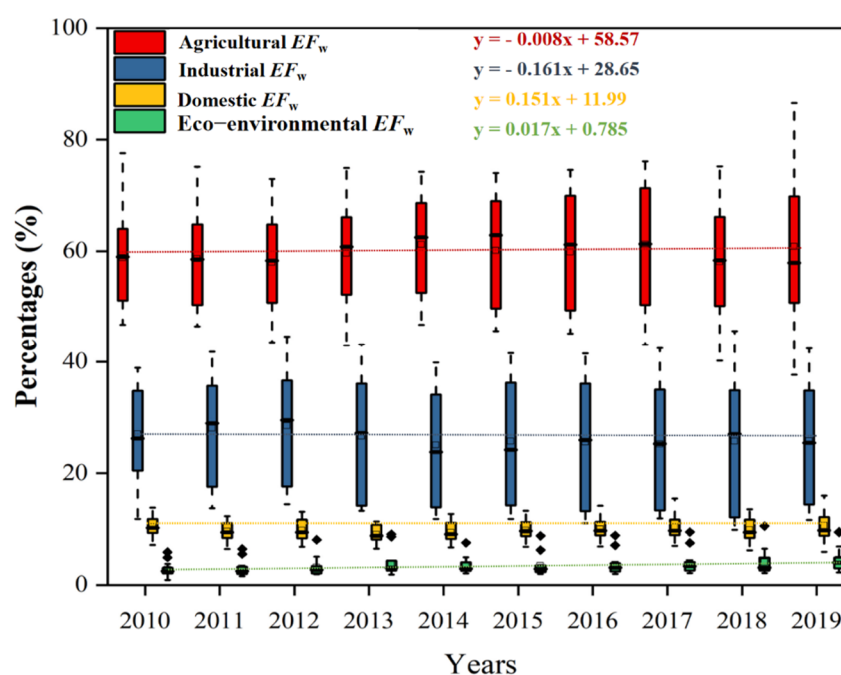 100
80
60
40
20
0
Percentages (%)
Agricultural EFw
Industrial EFw
Domestic EFw
Eco−environmental EFw
y = - 0.008x + 58.57
y = - 0.161x + 28.65
y = 0.151x + 11.99
y = 0.017x + 0.785
2010 2011 2012 2013 2014 2015 2016 2017 2018 2019
Years